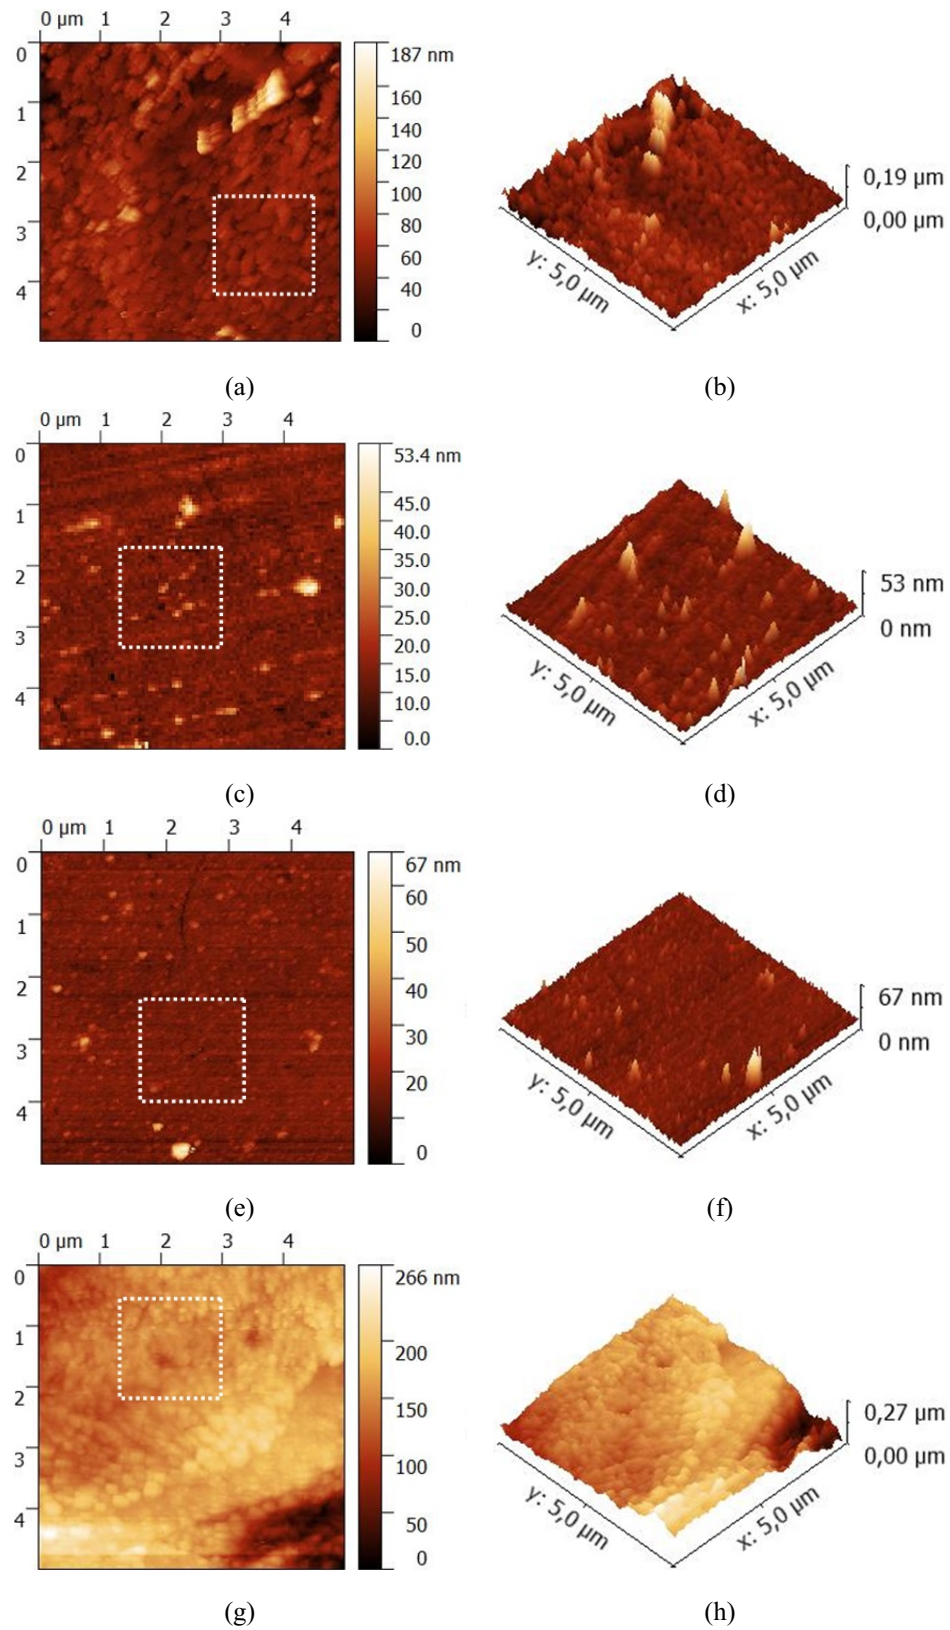 0 µm 1 2 3 4
0
1
2
3
4
187 nm
160
140
120
100
80
60
40
0
0,19 µm
0,00 µm
y: 5,0 µm
x: 5,0 µm
(a)
(b)
0 µm 1 2 3 4
0
1
2
3
4
53.4 nm
45.0
40.0
35.0
30.0
25.0
20.0
15.0
10.0
0.0
53 nm
0 nm
y: 5,0 µm
x: 5,0 µm
(c)
(d)
0 µm 1 2 3 4
0
1
2
3
4
67 nm
60
50
40
30
20
0
67 nm
0 nm
y: 5,0 µm
x: 5,0 µm
(e)
(f)
0 µm 1 2 3 4
0
1
2
3
4
266 nm
200
150
100
50
0
0,27 µm
0,00 µm
y: 5,0 µm
x: 5,0 µm
(g)
(h)